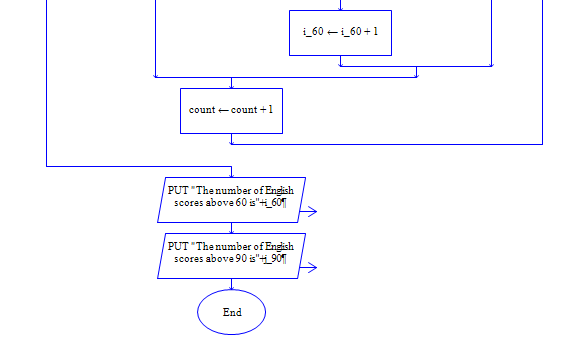 i_60 ← i_60 + 1
count ← count + 1
PUT "The number of Engish
scores above 60 is"+i_60¶
PUT "The number of Engish
scores above 90 is"+i_90¶
End